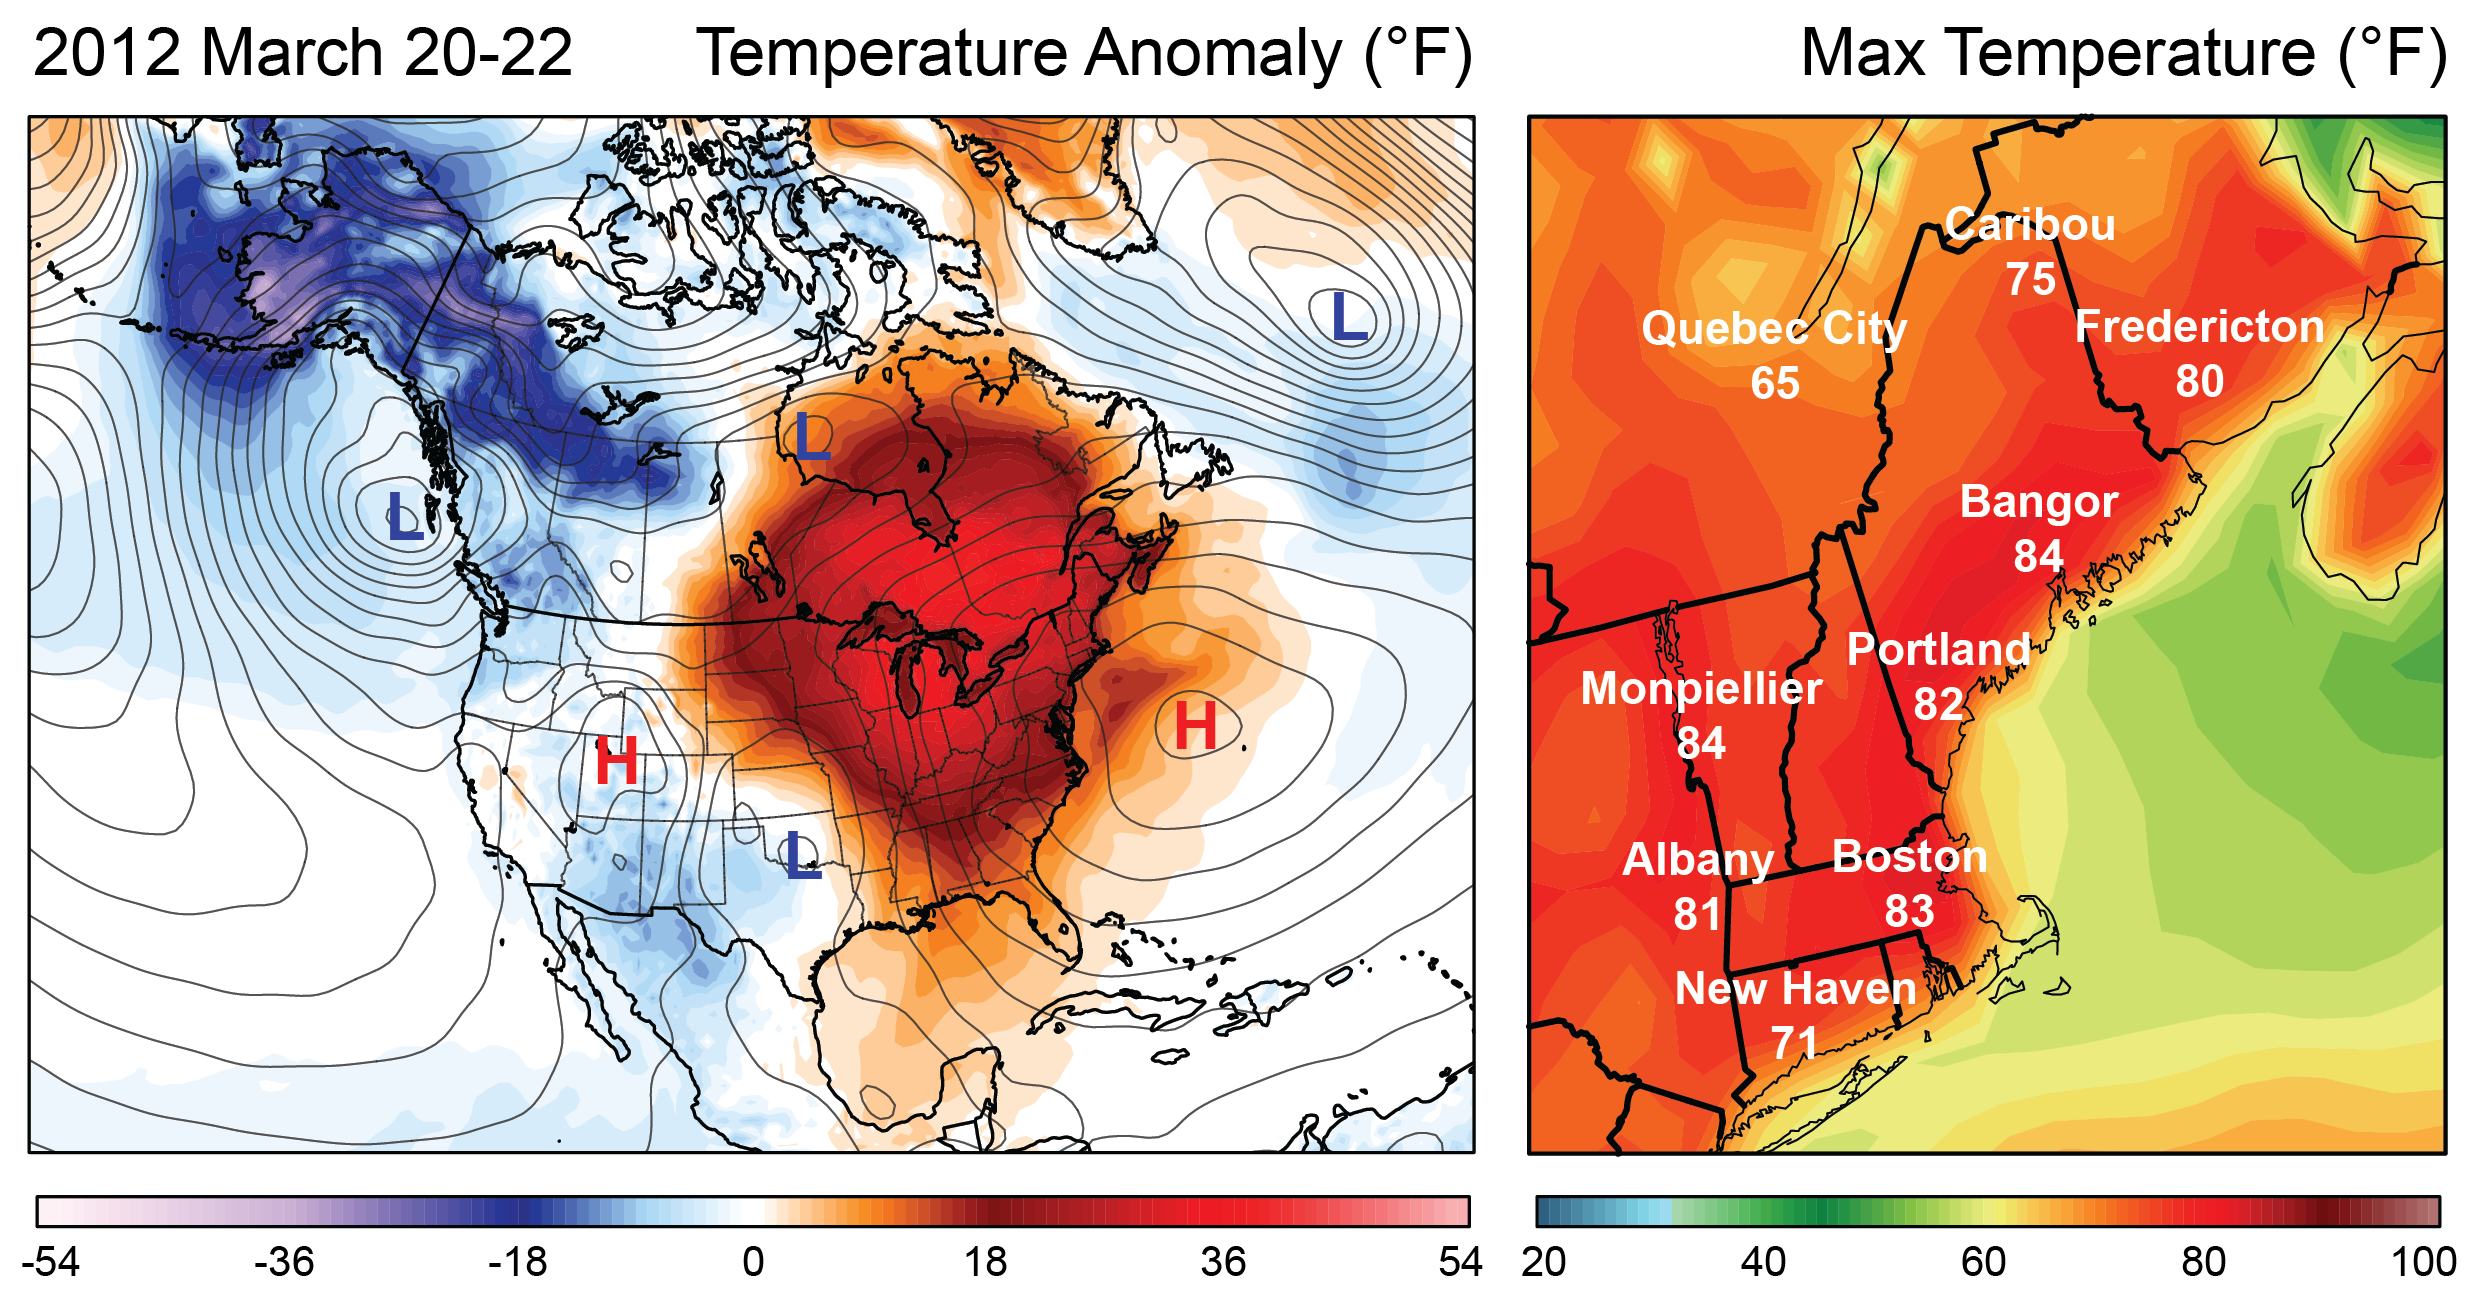 2012 March 20-22 Temperature Anomaly (°F)
L
L
L
H
H
L
-54 -36 -18 0 18 36 54
Max Temperature (°F)
Caribou
75
Quebec City
65
Fredericton
80
Bangor
84
Portland
82
Monpiellier
84
Albany
81
Boston
83
New Haven
71
20 40 60 80 100